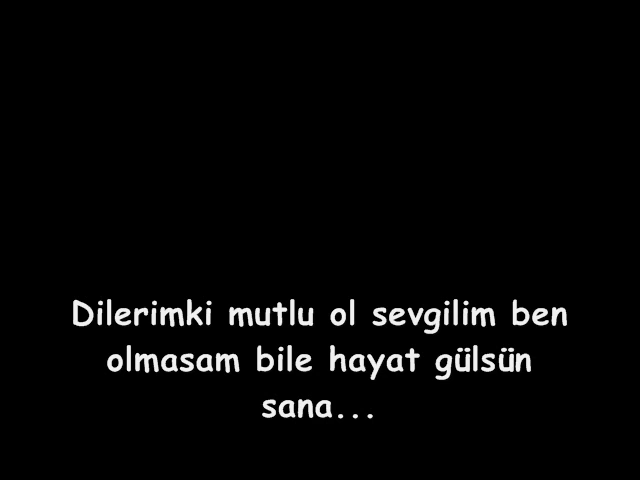 Dilerimki mutlu ol sevgilim ben
olmasam bile hayat gülsün
sana...